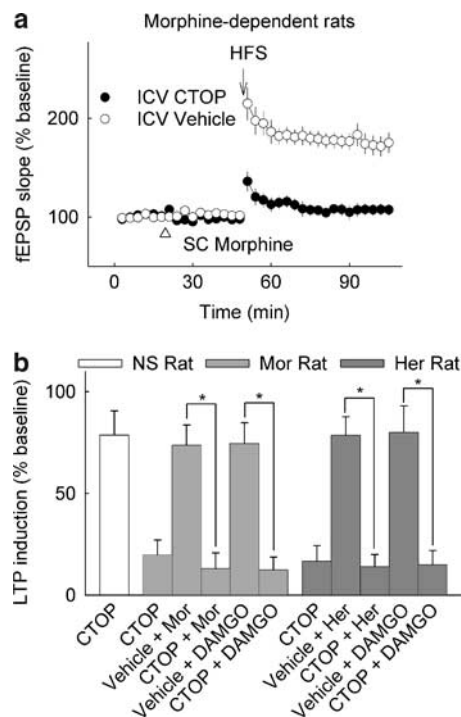 a
Morphine-dependent rats
HFS
ICV CTOP
ICV Vehicle
fEPSP slope (% baseline)
200
100
SC Morphine
0 30 60 90
Time (min)
b
NS Rat Mor Rat Her Rat
LTP induction (% baseline)
100
50
0
* * * *
CTOP
CTOP
Vehicle + Mor
CTOP + Mor
Vehicle + DAMGO
CTOP + DAMGO
CTOP
Vehicle + Her
CTOP + Her
Vehicle + DAMGO
CTOP + DAMGO